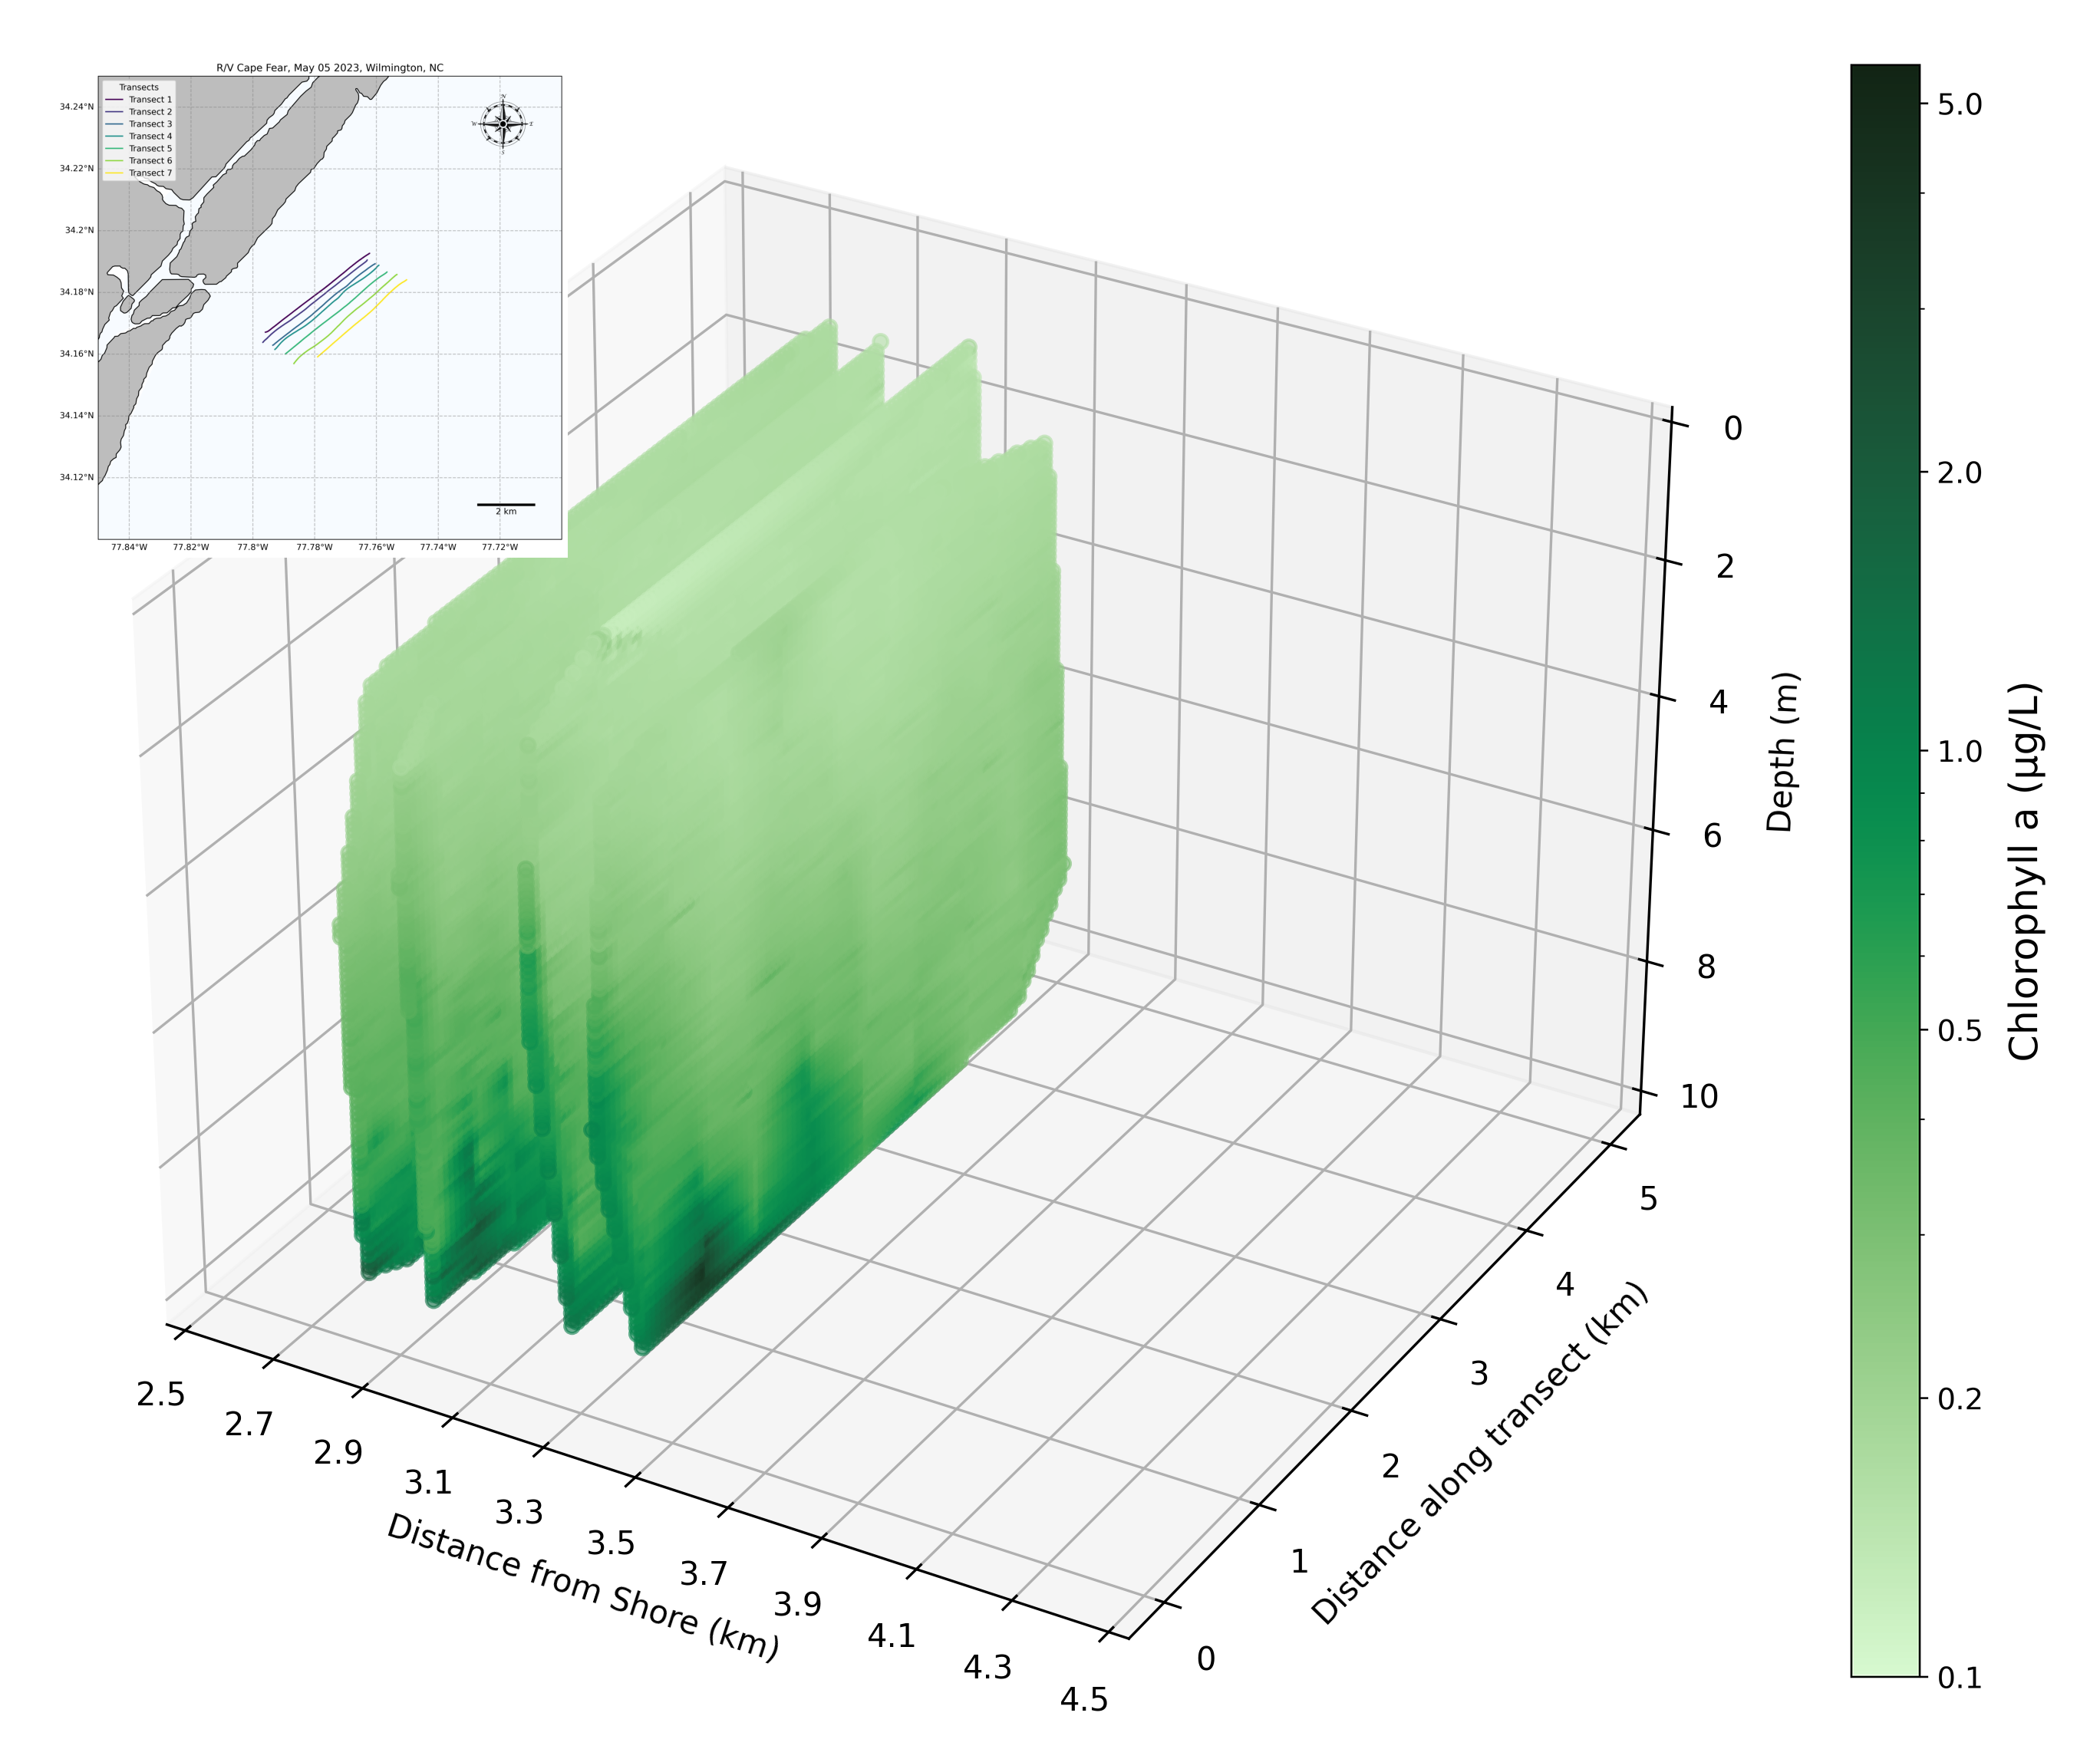 R/V Cape Fear, May 05 2023, Wilmington, NC
Transects
Transect 1
Transect 2
Transect 3
Transect 4
Transect 5
Transect 6
Transect 7
N
W
E
S
34.24°N
34.22°N
34.2°N
34.18°N
34.16°N
34.14°N
34.12°N
2 km
77.84°W 77.82°W 77.8°W 77.78°W 77.76°W 77.74°W 77.72°W
0
2
4
6
8
10
Depth (m)
5
4
3
2
1
0
Distance along transect (km)
2.5
2.7
2.9
3.1
3.3
3.5
3.7
3.9
4.1
4.3
4.5
Distance from Shore (km)
5.0
2.0
1.0
0.5
0.2
0.1
Chlorophyll a (µg/L)